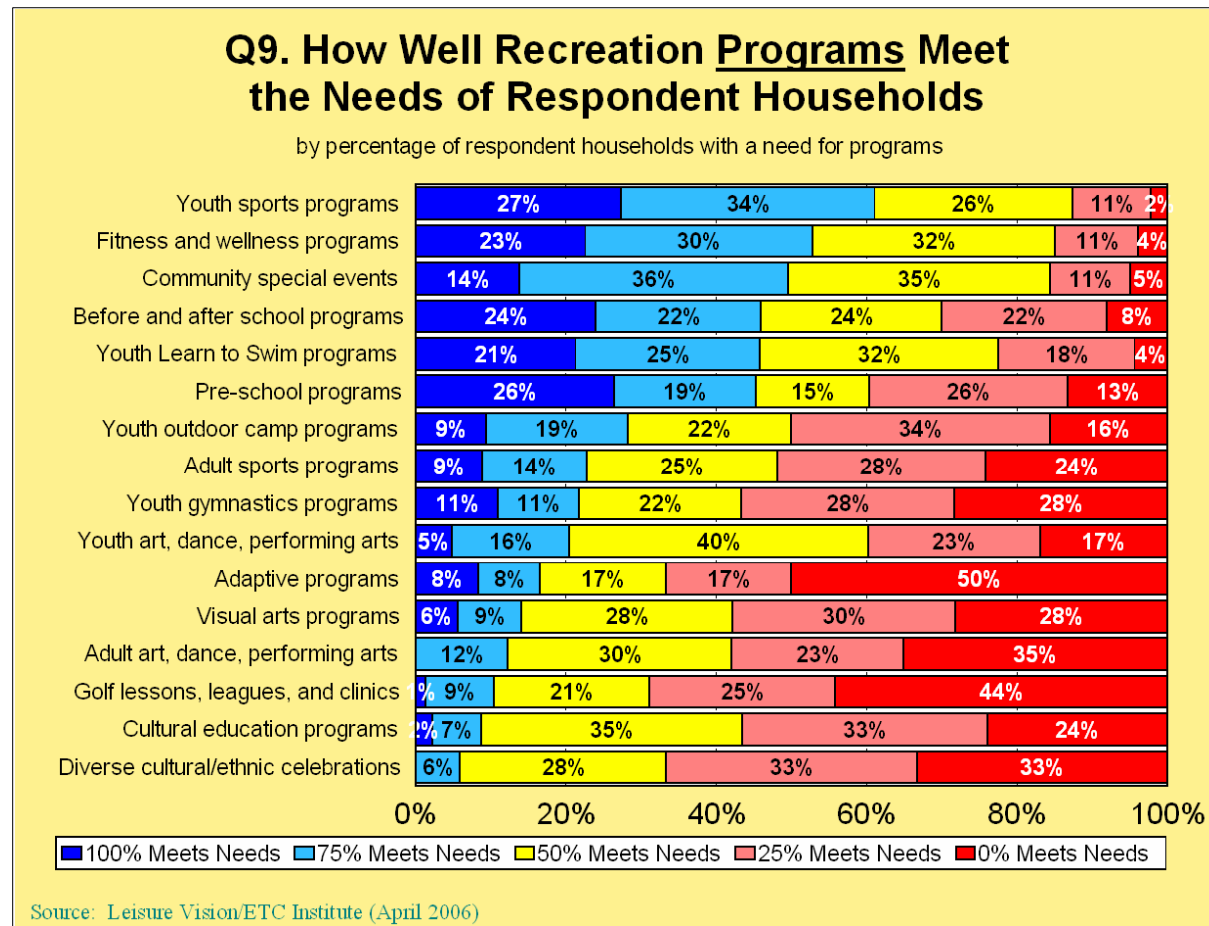 Q9. How Well Recreation Programs Meet
the Needs of Respondent Households
by percentage of respondent households with a need for programs
Youth sports programs 27% 34% 26% 11% 2%
Fitness and wellness programs 23% 30% 32% 11% 4%
Community special events 14% 36% 35% 11% 5%
Before and after school programs 24% 22% 24% 22% 8%
Youth Learn to Swim programs 21% 25% 32% 18% 4%
Pre-school programs 26% 19% 15% 26% 13%
Youth outdoor camp programs 9% 19% 22% 34% 16%
Adult sports programs 9% 14% 25% 28% 24%
Youth gymnastics programs 11% 11% 22% 28% 28%
Youth art, dance, performing arts 5% 16% 40% 23% 17%
Adaptive programs 8% 8% 17% 17% 50%
Visual arts programs 6% 9% 28% 30% 28%
Adult art, dance, performing arts 12% 30% 23% 35%
Golf lessons, leagues, and clinics 1% 9% 21% 25% 44%
Cultural education programs 2% 7% 35% 33% 24%
Diverse cultural/ethnic celebrations 6% 28% 33% 33%
0% 20% 40% 60% 80% 100%
100% Meets Needs 75% Meets Needs 50% Meets Needs 25% Meets Needs 0% Meets Needs
Source: Leisure Vision/ETC Institute (April 2006)